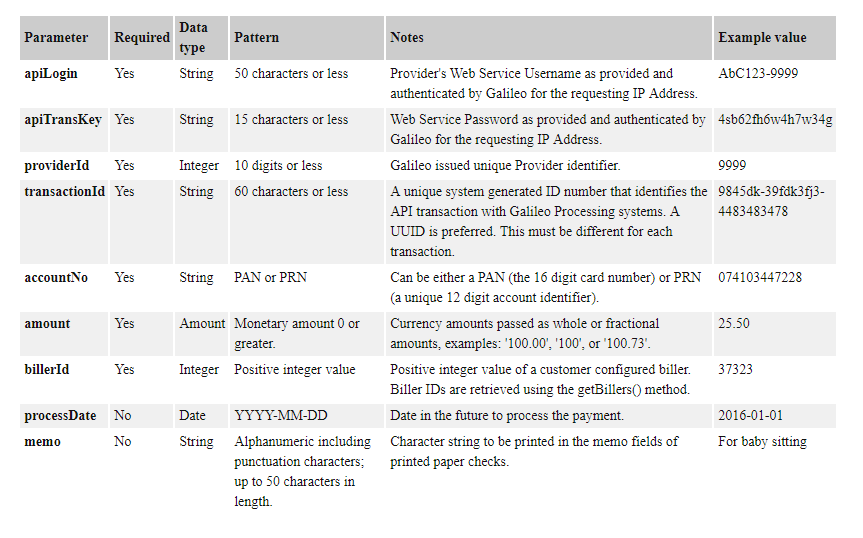 Parameter Required Data type Pattern Notes Example value
apiLogin Yes String 50 characters or less Provider's Web Service Username as provided and AbC123-9999
authenticated by Galileo for the requesting IP Address.
apiTransKey Yes String 15 characters or less Web Service Password as provided and authenticated by 4sb62fh6w4h7w34g
Galileo for the requesting IP Address.
providerId Yes Integer 10 digits or less Galileo issued unique Provider identifier. 9999
transactionId Yes String 60 characters or less A unique system generated ID number that identifies the 9845dk-39fdk3fj3-
API transaction with Galileo Processing systems. A 4483483478
UUID is preferred. This must be different for each
transaction.
accountNo Yes String PAN or PRN Can be either a PAN (the 16 digit card number) or PRN 074103447228
(a unique 12 digit account identifier).
amount Yes Amount Monetary amount 0 or Currency amounts passed as whole or fractional 25.50
greater. amounts, examples: '100.00', '100', or '100.73'.
billerId Yes Integer Positive integer value Positive integer value of a customer configured biller. 37323
Biller IDs are retrieved using the getBillers() method.
processDate No Date YYYY-MM-DD Date in the future to process the payment. 2016-01-01
memo No String Alphanumeric including Character string to be printed in the memo fields of For baby sitting
punctuation characters; printed paper checks.
up to 50 characters in
length.